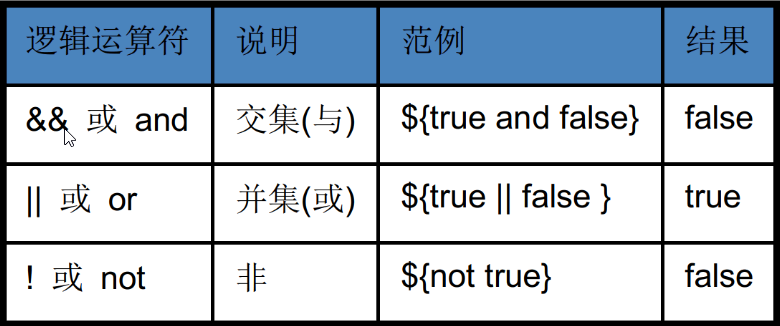 逻辑运算符 说明 范例 结果
&& 或 and 交集(与) ${true and false} false
|| 或 or 并集(或) ${true || false } true
! 或 not 非 ${not true} false